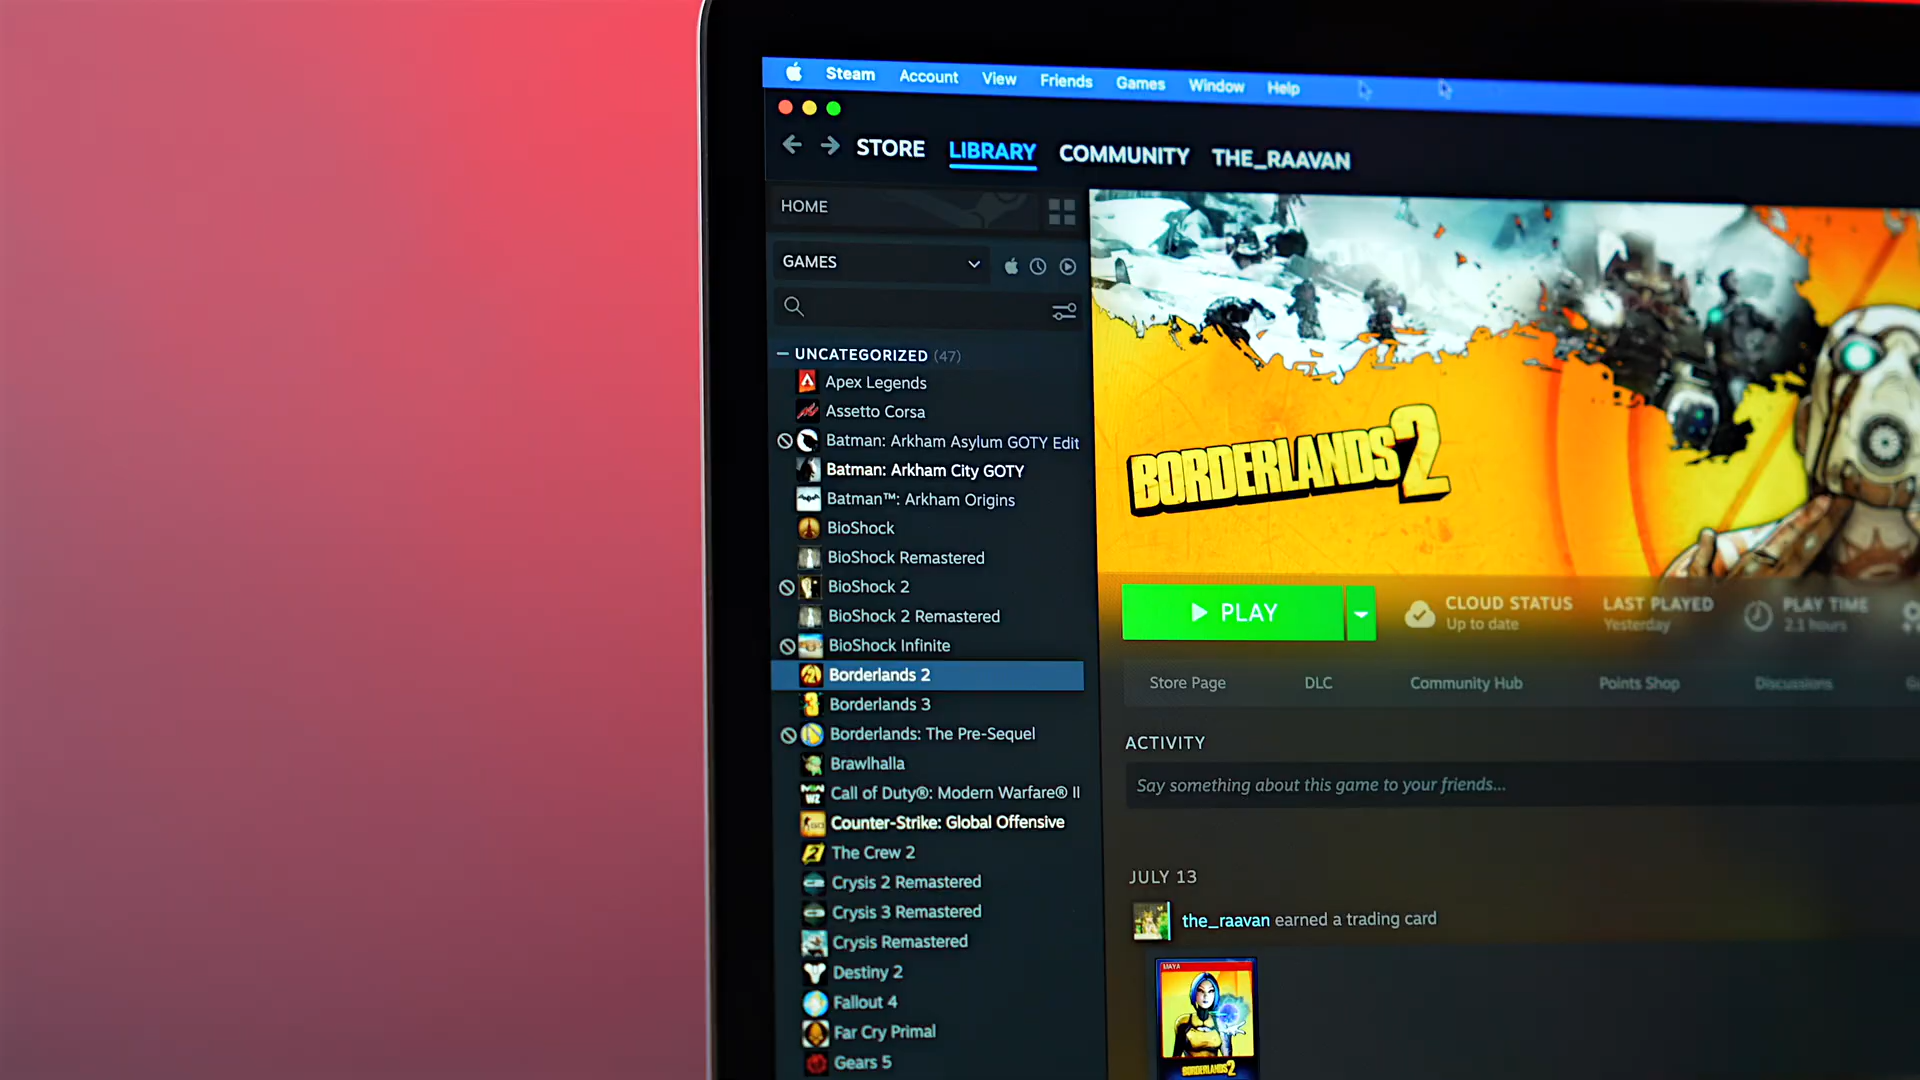 Steam Account View Friends Games Window Help
STORE LIBRARY COMMUNITY THE_RAAVAN
HOME
GAMES
UNCATEGORIZED (47)
Apex Legends
Assetto Corsa
Batman: Arkham Asylum GOTY Edit
Batman: Arkham City GOTY
Batman™: Arkham Origins
BioShock
BioShock Remastered
BioShock 2
BioShock 2 Remastered
BioShock Infinite
Borderlands 2
Borderlands 3
Borderlands: The Pre-Sequel
Brawlhalla
Call of Duty®: Modern Warfare® II
Counter-Strike: Global Offensive
The Crew 2
Crysis 2 Remastered
Crysis 3 Remastered
Crysis Remastered
Destiny 2
Fallout 4
Far Cry Primal
Gears 5
BORDERLANDS 2
PLAY
CLOUD STATUS
Up to date
LAST PLAYED
Yesterday
PLAY TIME
2.1 hours
Store Page DLC Community Hub Points Shop Discussions
ACTIVITY
Say something about this game to your friends...
JULY 13
the_raavan earned a trading card
MAYA
BORDERLANDS 2